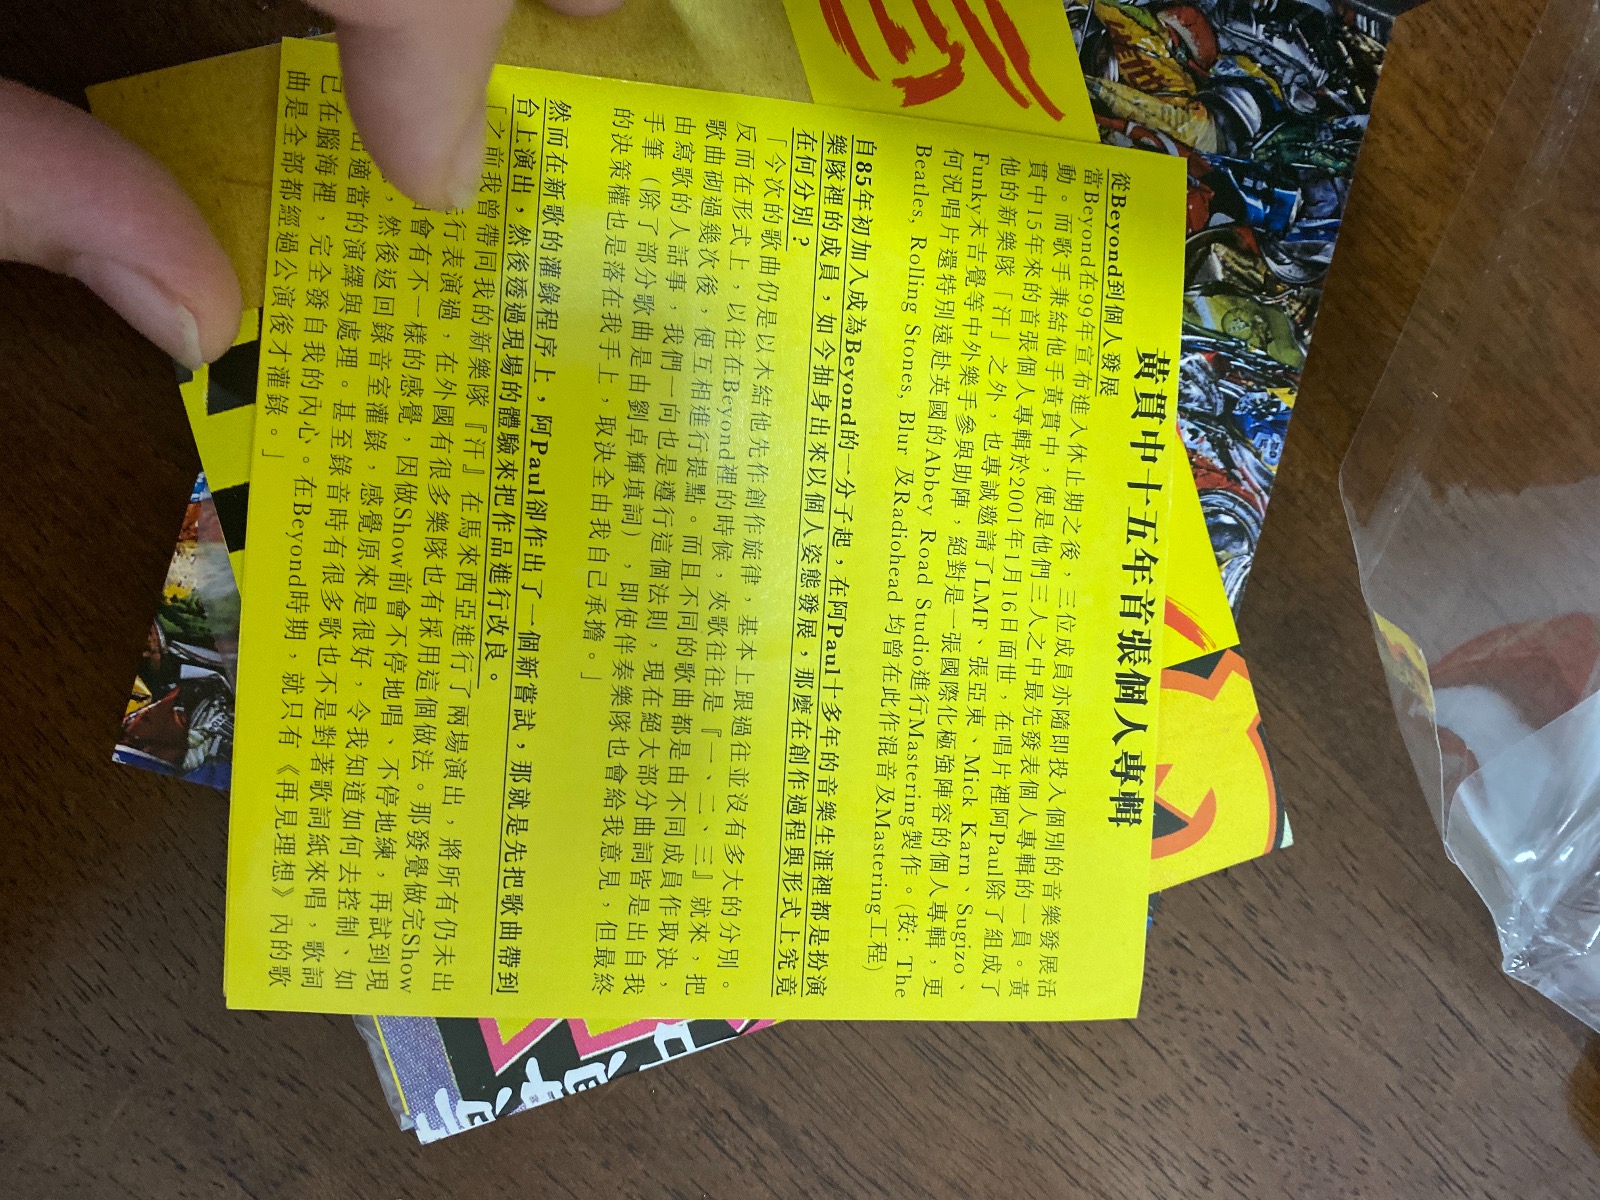 黃貫中十五年首張個人專輯
從Beyond到個人發展
當Beyond在99年宣布進入休止期之後，三位成員亦隨即投入個別的音樂發展活
動。而歌手兼結他手黃貫中，便是他們三人之中最先發表個人專輯的一員。黃
貫中15年來的首張個人專輯於2001年1月16日面世，在唱片裡阿Paul除了組成了
他的新樂隊「汗」之外，也專誠邀請了LMF、張亞東、Mick Karn、Sugizo、
Funky末吉覺等中外樂手參與助陣，絕對是一張國際化極強陣容的個人專輯，更
何況唱片還特別遠赴英國的Abbey Road Studio進行Mastering製作。(按: The
Beatles, Rolling Stones, Blur 及Radiohead 均曾在此作混音及Mastering工程)
自85年初加入成為Beyond的一分子起，在阿Paul十多年的音樂生涯裡都是扮演
樂隊裡的成員，如今抽身出來以個人姿態發展，那麼在創作過程與形式上究竟
在何分別？
「今次的歌曲仍是以木結他先作創作旋律，基本上跟過往並沒有多大的分別。
反而在形式上，以往在Beyond裡的時候，夾歌往往是『一、二、三』就來，把
歌曲砌過幾次後，便互相進行提點。而且不同的歌曲都是由不同成員作取決，
由寫歌的人話事，我們一向也是遵行這個法則，現在絕大部分曲詞皆是出自我
手筆（除了部分歌曲是由劉卓輝填詞），即使伴奏樂隊也會給我意見，但最終
的決策權也是落在我手上，取決全由我自己承擔。」
然而在新歌的灌錄程序上，阿Paul卻作出了一個新嘗試，那就是先把歌曲帶到
台上演出，然後透過現場的體驗來把作品進行改良。
「之前我曾帶同我的新樂隊『汗』在馬來西亞進行了兩場演出，將所有仍未出
行表演過，在外國有很多樂隊也有採用這個做法。那發覺做完Show
會有不一樣的感覺，因做Show前會不停地唱、不停地練，再試到現
，然後返回錄音室灌錄，感覺原來是很好，令我知道如何去控制、如
出適當的演繹與處理。甚至錄音時有很多歌也不是對著歌詞紙來唱，歌詞
已在腦海裡，完全發自我的內心。在Beyond時期，就只有《再見理想》內的歌
曲是全部都經過公演後才灌錄。」